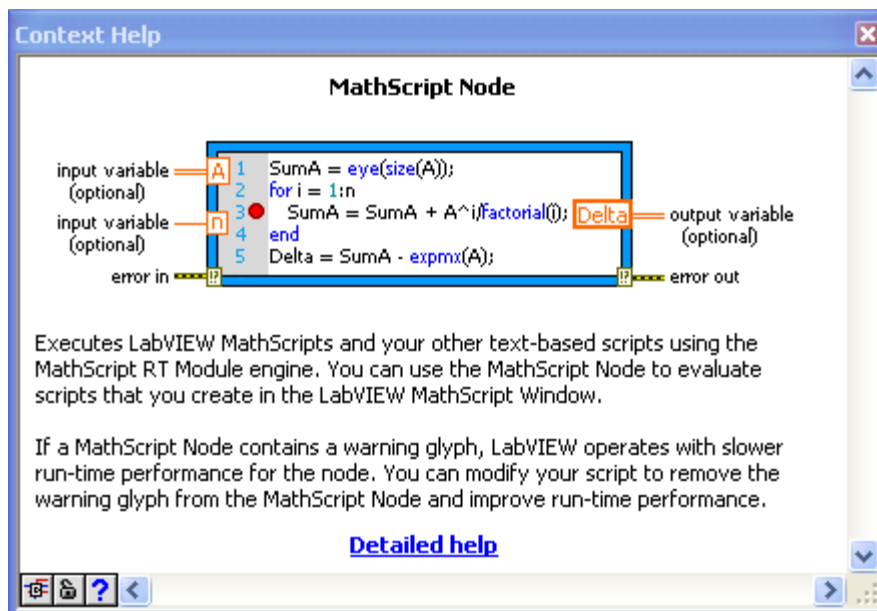 Context Help
MathScript Node
input variable
(optional)
input variable
(optional)
error in
A
n
1 SumA = eye(size(A));
2 for i = 1:n
3 SumA = SumA + A^i/factorial(i);
4 end
5 Delta = SumA - expmx(A);
Delta
output variable
(optional)
error out
Executes LabVIEW MathScripts and your other text-based scripts using the
MathScript RT Module engine. You can use the MathScript Node to evaluate
scripts that you create in the LabVIEW MathScript Window.
If a MathScript Node contains a warning glyph, LabVIEW operates with slower
run-time performance for the node. You can modify your script to remove the
warning glyph from the MathScript Node and improve run-time performance.
Detailed help
?